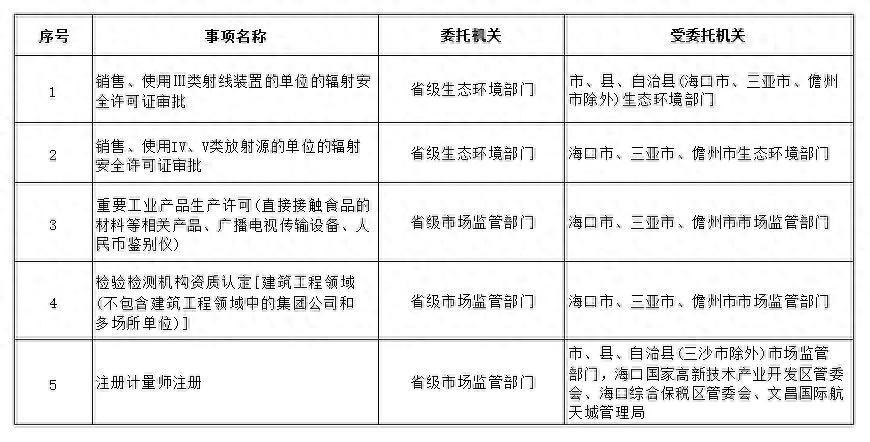 序号 事项名称 委托机关 受委托机关
1 销售、使用Ⅲ类射线装置的单位的辐射安 省级生态环境部门 市、县、自治县(海口市、三亚市、儋州
全许可证审批 市除外)生态环境部门
2 销售、使用IV、V类放射源的单位的辐射 省级生态环境部门 海口市、三亚市、儋州市生态环境部门
安全许可证审批
3 重要工业产品生产许可(直接接触食品的 省级市场监管部门 海口市、三亚市、儋州市市场监管部门
材料等相关产品、广播电视传输设备、人
民币鉴别仪)
4 检验检测机构资质认定[建筑工程领域 省级市场监管部门 海口市、三亚市、儋州市市场监管部门
(不包含建筑工程领域中的集团公司和
多场所单位)]
5 注册计量师注册 省级市场监管部门 市、县、自治县(三沙市除外)市场监管
部门，海口国家高新技术产业开发区管委
会、海口综合保税区管委会、文昌国际航
天城管理局